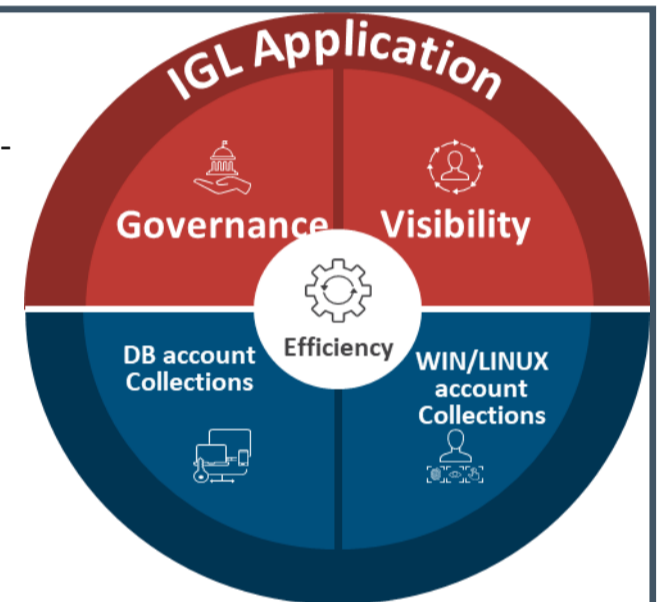 IGL Application
-
Governance
Visibility
Efficiency
DB account
Collections
WIN/LINUX
account
Collections